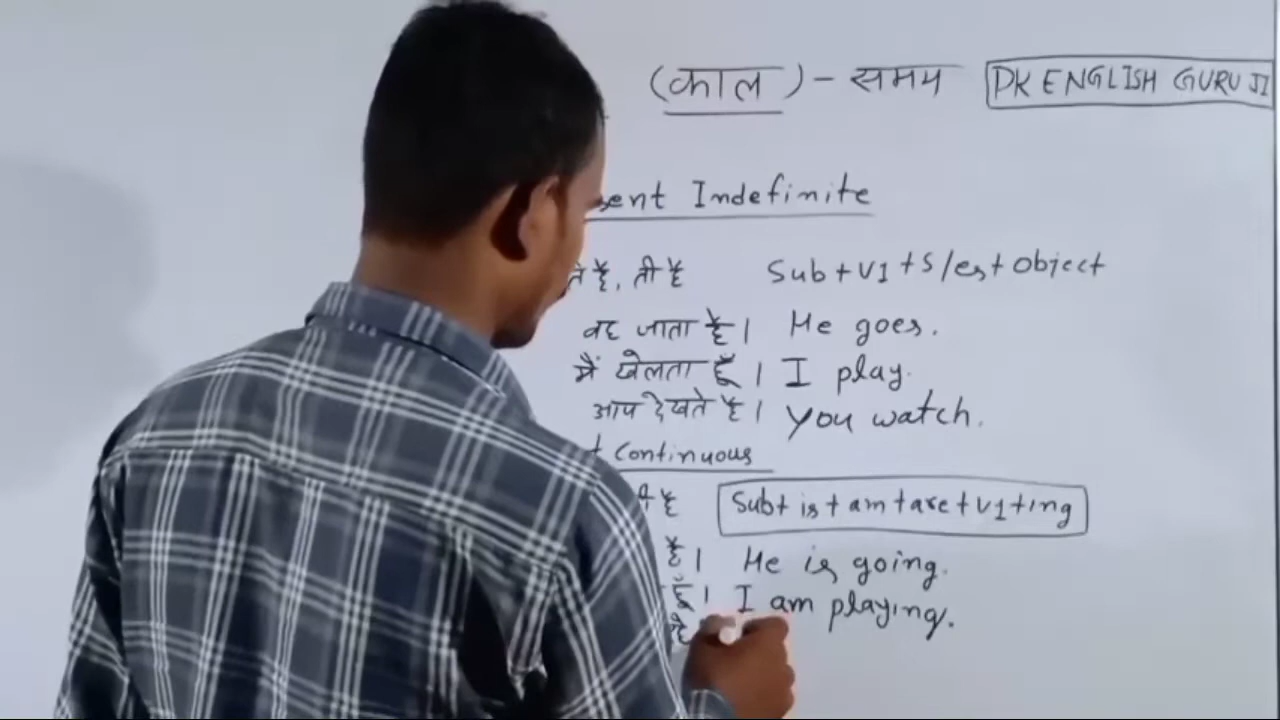 (काल) - समय PK ENGLISH GURU JI
sent Indefinite
ते है, ती है Sub + V1 + S/es + Object
वह जाता है। He goes.
मैं खेलता हूँ। I play.
आप देखते है। You watch.
t Continuous
है Sub + is + am + are + V1 + ing
है। He is going.
हूँ। I am playing.